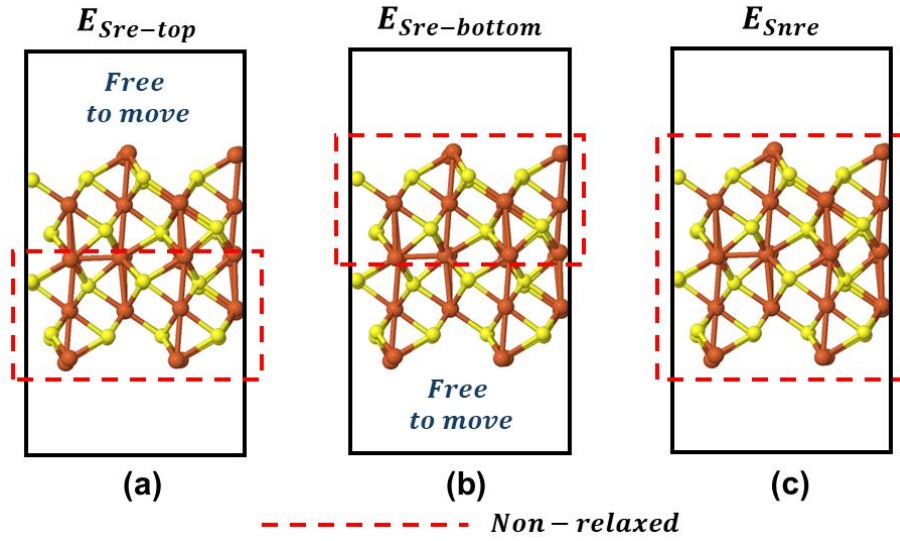 E_{Sre-top}
E_{Sre-bottom}
E_{Snre}
Free
to move
Free
to move
(a)
(b)
(c)
Non-relaxed